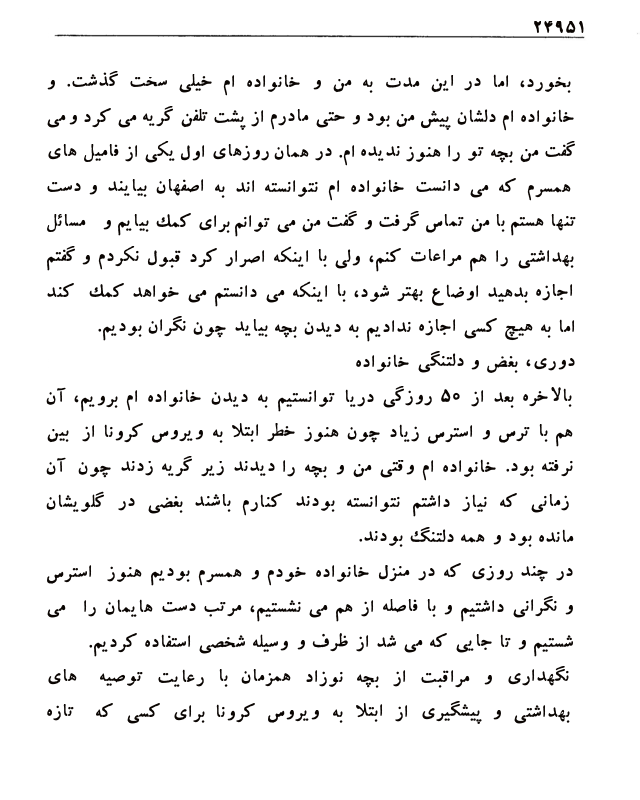 ۲۴۹۵۱
بخورد، اما در این مدت به من و خانواده ام خیلی سخت گذشت. و
خانواده ام دلشان پیش من بود و حتی مادرم از پشت تلفن گریه می کرد و می
گفت من بچه تو را هنوز ندیده ام. در همان روزهای اول یکی از فامیل های
همسرم که می دانست خانواده ام نتوانسته اند به اصفهان بیایند و دست
تنها هستم با من تماس گرفت و گفت من می توانم برای کمک بیایم و مسائل
بهداشتی را هم مراعات کنم، ولی با اینکه اصرار کرد قبول نکردم و گفتم
اجازه بدهید اوضاع بهتر شود، با اینکه می دانستم می خواهد کمک کند
اما به هیچ کسی اجازه ندادیم به دیدن بچه بیاید چون نگران بودیم.
دوری، بغض و دلتنگی خانواده
بالاخره بعد از ۵۰ روزگی دریا توانستیم به دیدن خانواده ام برویم، آن
هم با ترس و استرس زیاد چون هنوز خطر ابتلا به ویروس کرونا از بین
نرفته بود. خانواده ام وقتی من و بچه را دیدند زیر گریه زدند چون آن
زمانی که نیاز داشتم نتوانسته بودند کنارم باشند بغضی در گلویشان
مانده بود و همه دلتنگ بودند.
در چند روزی که در منزل خانواده خودم و همسرم بودیم هنوز استرس
و نگرانی داشتیم و با فاصله از هم می نشستیم، مرتب دست هایمان را می
شستیم و تا جایی که می شد از ظرف و وسیله شخصی استفاده کردیم.
نگهداری و مراقبت از بچه نوزاد همزمان با رعایت توصیه های
بهداشتی و پیشگیری از ابتلا به ویروس کرونا برای کسی که تازه